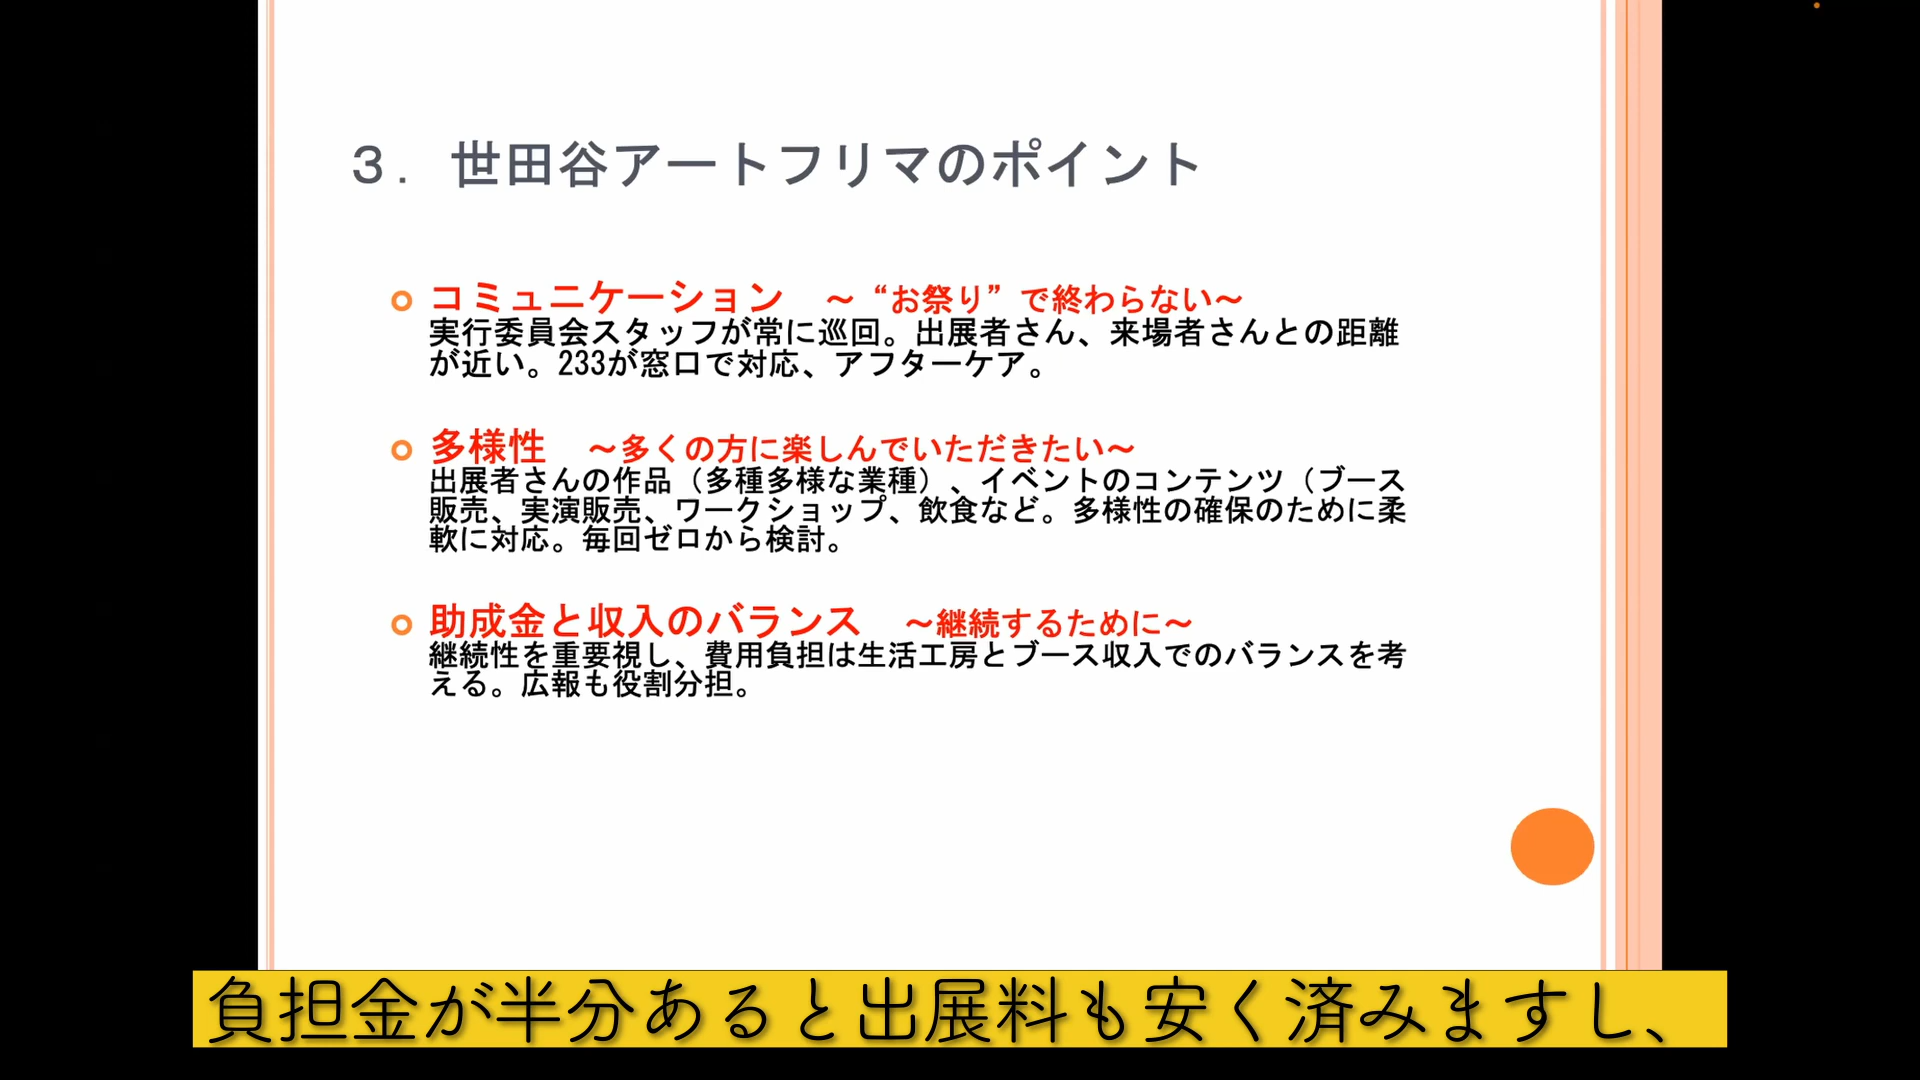 ３．世田谷アートフリマのポイント
コミュニケーション　～“お祭り”で終わらない～
実行委員会スタッフが常に巡回。出展者さん、来場者さんとの距離
が近い。233が窓口で対応、アフターケア。
多様性　～多くの方に楽しんでいただきたい～
出展者さんの作品（多種多様な業種）、イベントのコンテンツ（ブース
販売、実演販売、ワークショップ、飲食など。多様性の確保のために柔
軟に対応。毎回ゼロから検討。
助成金と収入のバランス　～継続するために～
継続性を重要視し、費用負担は生活工房とブース収入でのバランスを考
える。広報も役割分担。
負担金が半分あると出展料も安く済みますし、